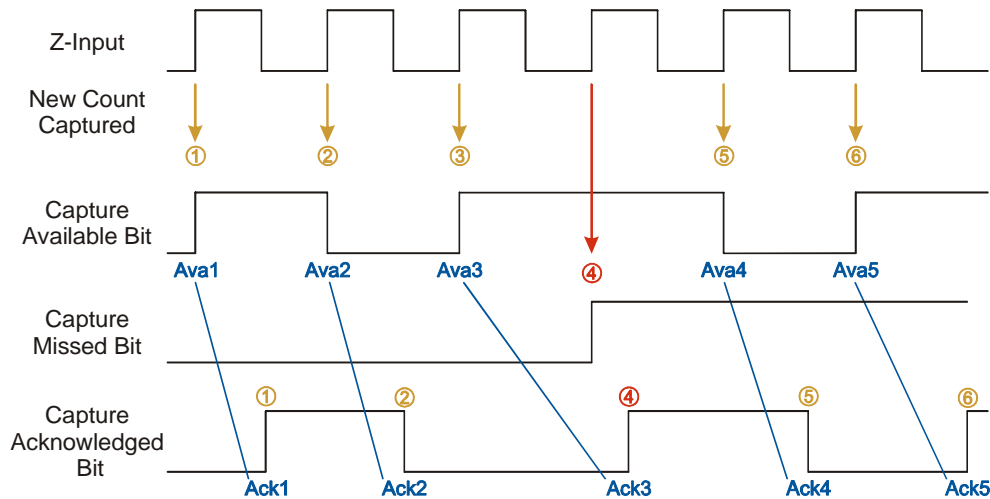 Z-Input
New Count
Captured
① ② ③ ⑤ ⑥
Capture
Available Bit
Ava1 Ava2 Ava3 ④ Ava4 Ava5
Capture
Missed Bit
① ② ④ ⑤ ⑥
Capture
Acknowledged
Bit
Ack1 Ack2 Ack3 Ack4 Ack5